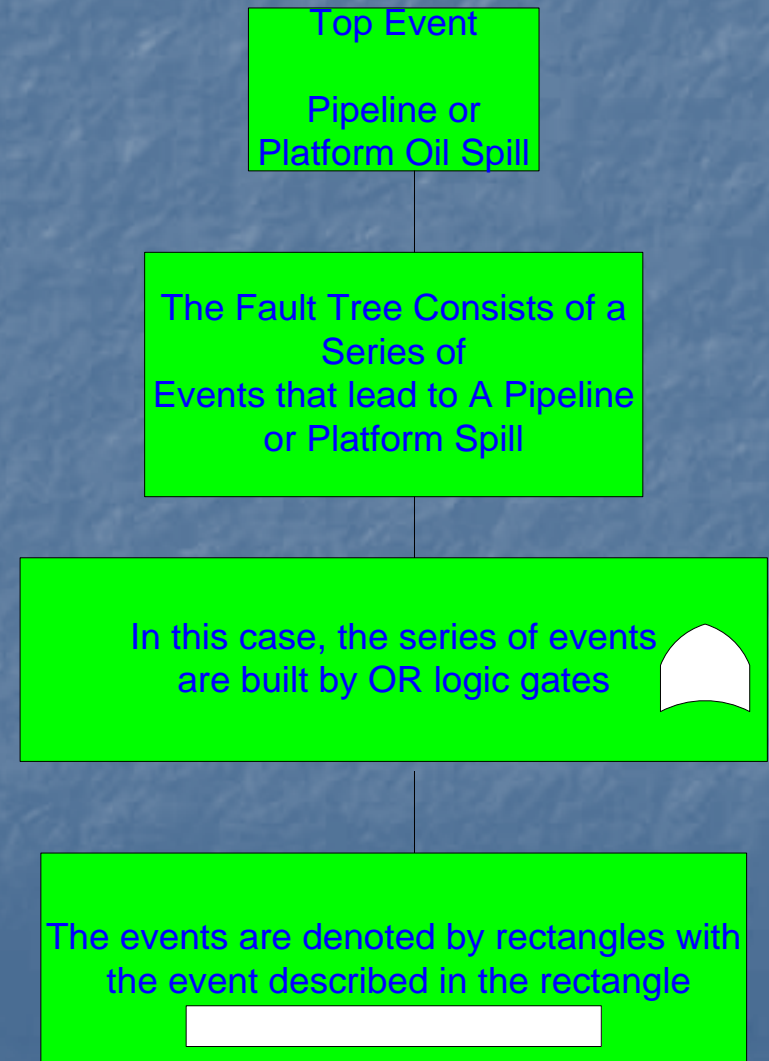 Top Event
Pipeline or
Platform Oil Spill
The Fault Tree Consists of a
Series of
Events that lead to A Pipeline
or Platform Spill
In this case, the series of events
are built by OR logic gates
The events are denoted by rectangles with
the event described in the rectangle